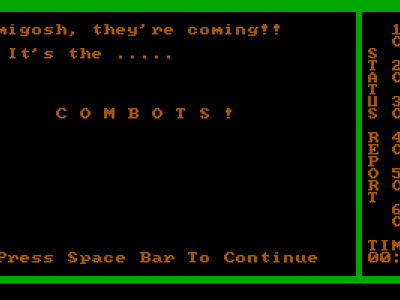 migosh, they're coming!!
It's the .....
C O M B O T S !
Press Space Bar To Continue
STATUS
REPORT
1
2
3
4
5
6
TIM
00: